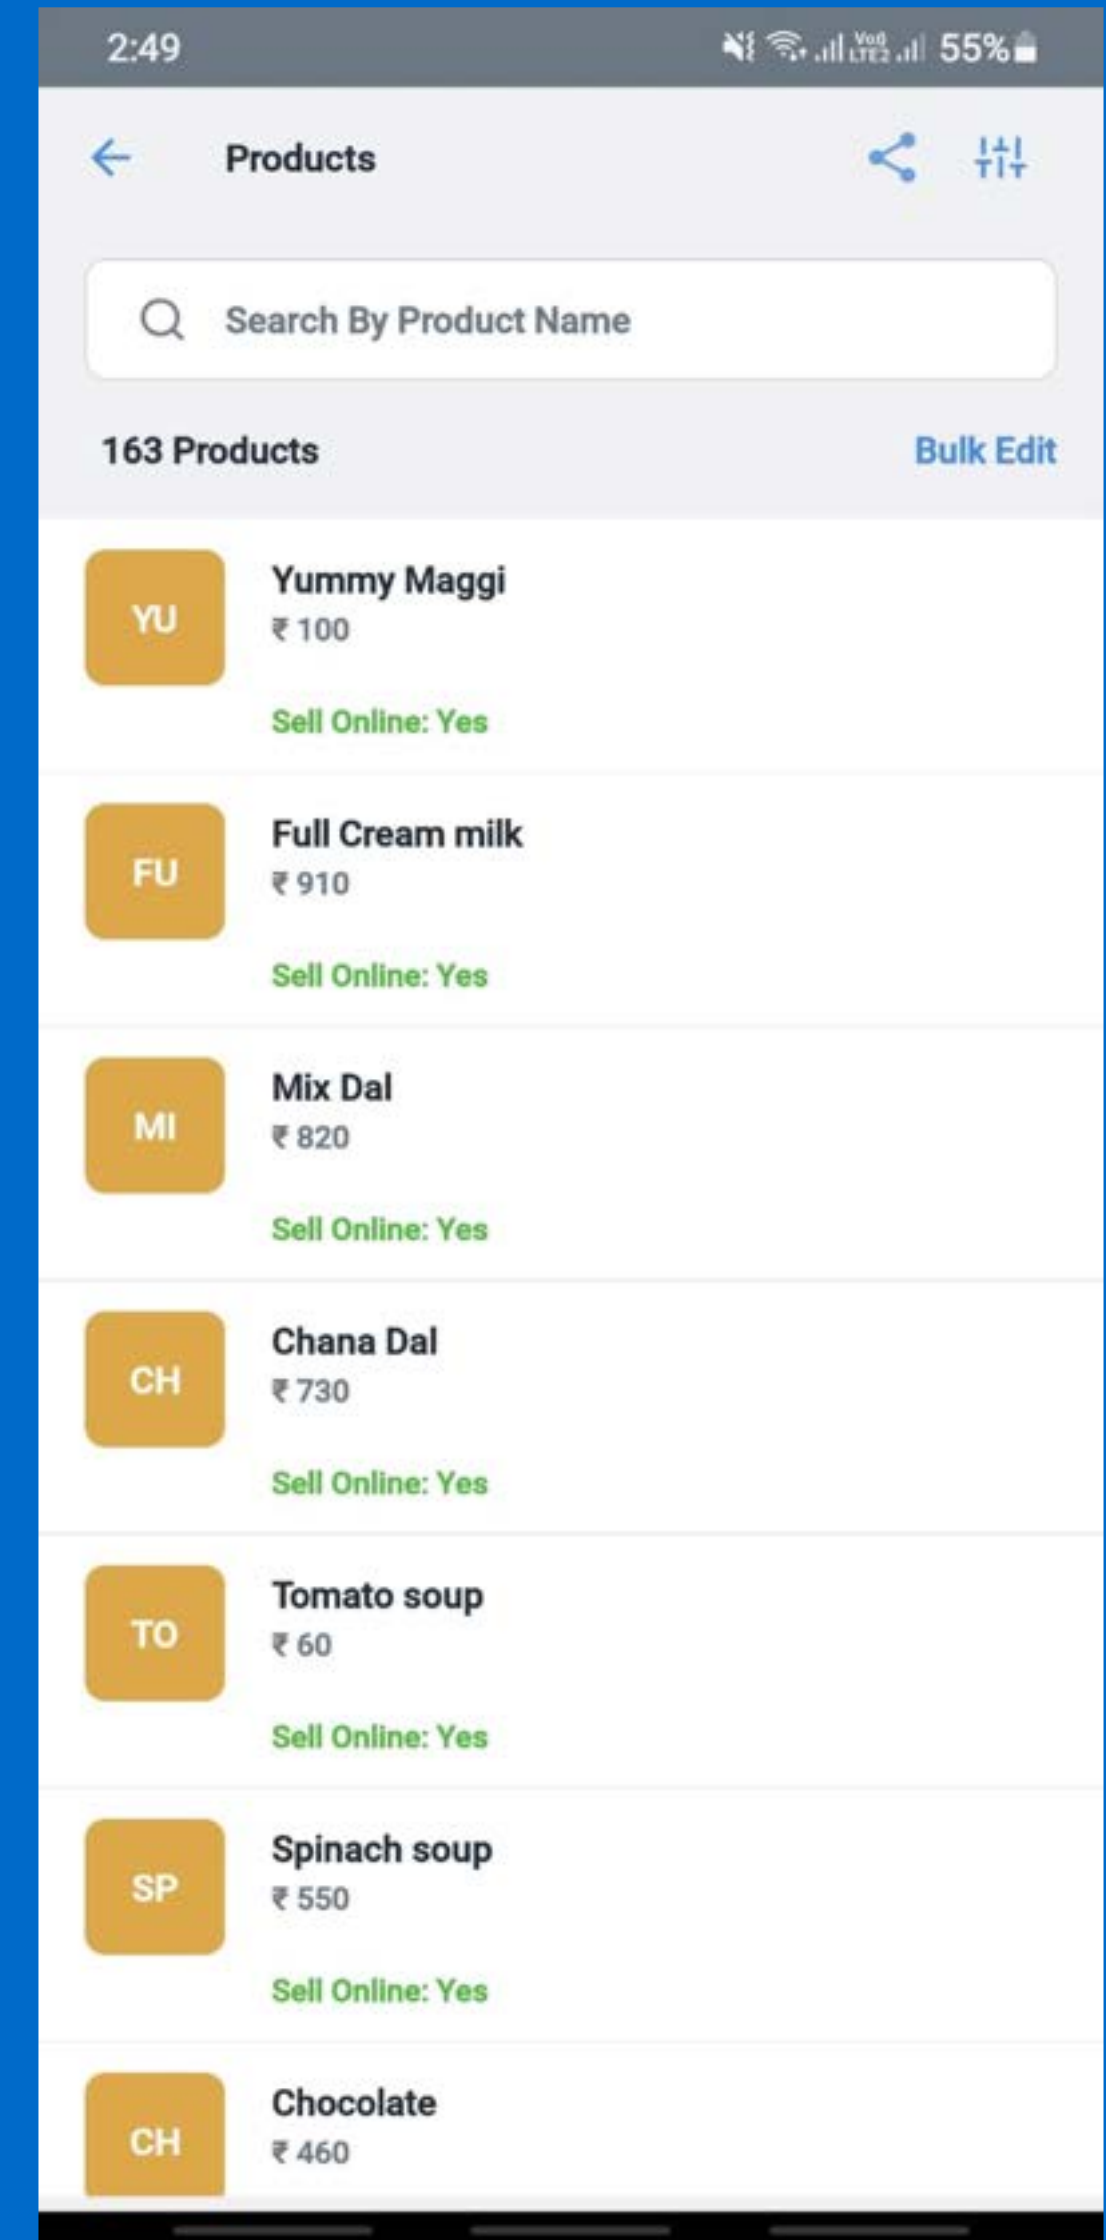 2:49
55%
Products
Search By Product Name
163 Products
Bulk Edit
YU
Yummy Maggi
₹ 100
Sell Online: Yes
FU
Full Cream milk
₹ 910
Sell Online: Yes
MI
Mix Dal
₹ 820
Sell Online: Yes
CH
Chana Dal
₹ 730
Sell Online: Yes
TO
Tomato soup
₹ 60
Sell Online: Yes
SP
Spinach soup
₹ 550
Sell Online: Yes
CH
Chocolate
₹ 460